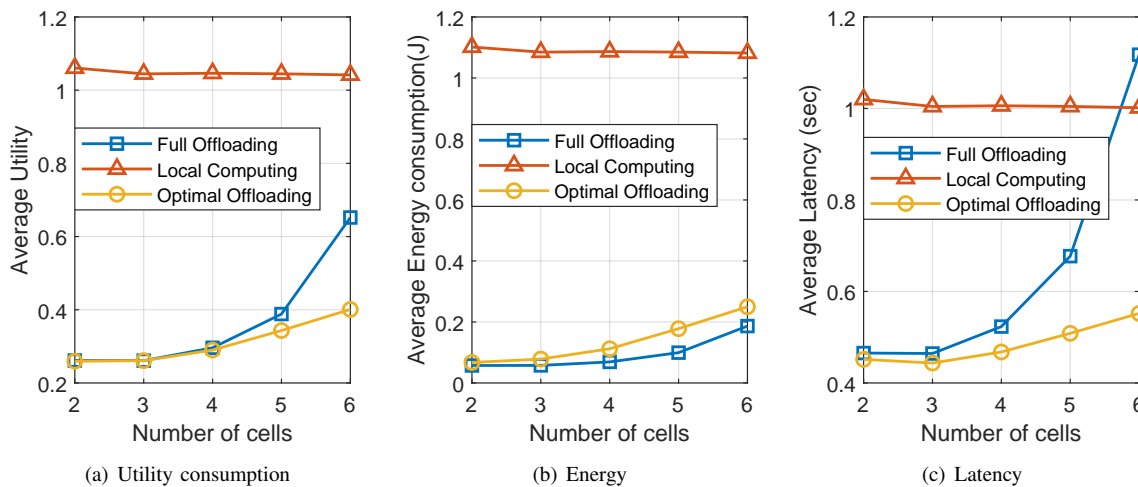 1.2
1
0.8
0.6
0.4
0.2
Average Utility
Full Offloading
Local Computing
Optimal Offloading
2 3 4 5 6
Number of cells
(a) Utility consumption
1.2
1
0.8
0.6
0.4
0.2
0
Average Energy consumption(J)
Full Offloading
Local Computing
Optimal Offloading
2 3 4 5 6
Number of cells
(b) Energy
1.2
1
0.8
0.6
0.4
Average Latency (sec)
Full Offloading
Local Computing
Optimal Offloading
2 3 4 5 6
Number of cells
(c) Latency